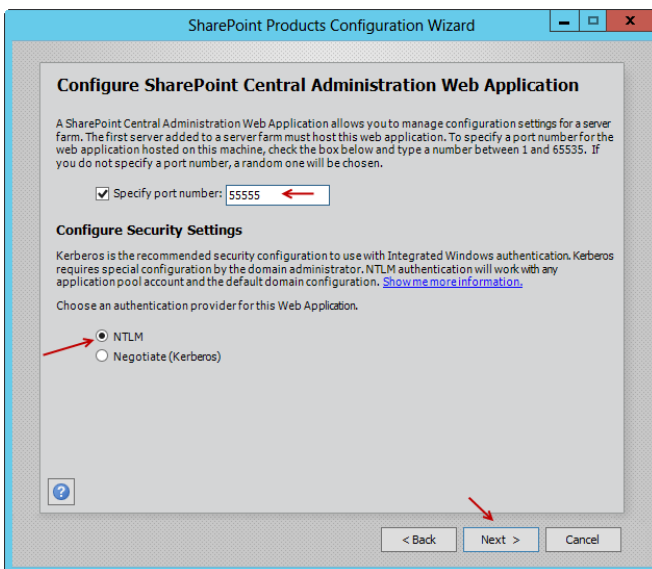 SharePoint Products Configuration Wizard
Configure SharePoint Central Administration Web Application
A SharePoint Central Administration Web Application allows you to manage configuration settings for a server
farm. The first server added to a server farm must host this web application. To specify a port number for the
web application hosted on this machine, check the box below and type a number between 1 and 65535. If
you do not specify a port number, a random one will be chosen.
Specify port number: 55555
Configure Security Settings
Kerberos is the recommended security configuration to use with Integrated Windows authentication. Kerberos
requires special configuration by the domain administrator. NTLM authentication will work with any
application pool account and the default domain configuration. Show me more information.
Choose an authentication provider for this Web Application.
NTLM
Negotiate (Kerberos)
?
< Back Next > Cancel